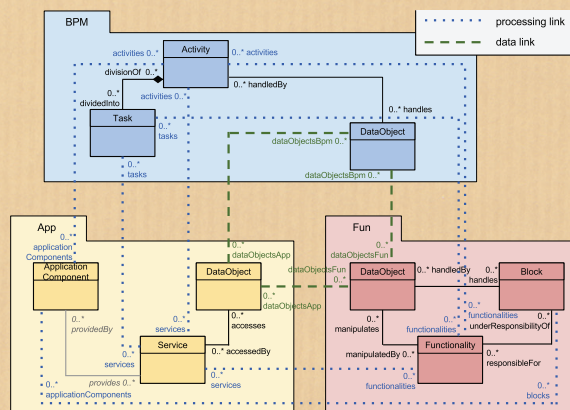 BPM
processing link
data link
activities 0..*
Activity
0..* activities
divisionOf 0..*
0..* handledBy
activities 0..*
0..*
dividedInto
0..* handles
Task
0..*
tasks
DataObject
dataObjectsBpm 0..*
0..*
tasks
dataObjectsBpm 0..*
App
Fun
0..*
application
Components
0..*
dataObjectsApp
0..*
dataObjectsFun
Application
Component
DataObject
dataObjectsFun
0..*
DataObject
0..* handledBy
0..*
handles
Block
0..*
dataObjectsApp
0..*
accesses
0..*
providedBy
services
manipulates
0..*
functionalities
functionalities
0..*
underResponsibilityOf
Service
0..* accessedBy
manipulatedBy 0..*
Functionality
0..*
responsibleFor
0..*
services
provides 0..*
0..*
applicationComponents
0..*
services
0..*
functionalities
0..*
blocks